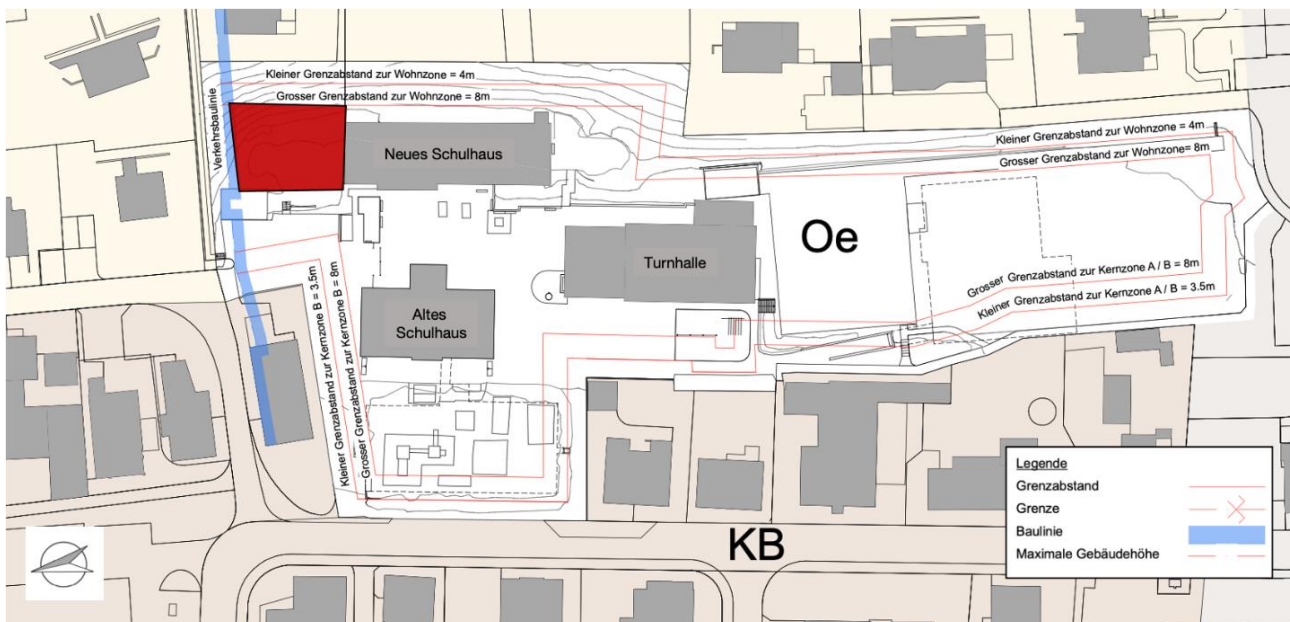 Kleiner Grenzabstand zur Wohnzone = 4m
Grosser Grenzabstand zur Wohnzone = 8m
Verkehrsbaulinie
Neues Schulhaus
Kleiner Grenzabstand zur Wohnzone = 4m
Grosser Grenzabstand zur Wohnzone= 8m
Oe
Turnhalle
Grosser Grenzabstand zur Kernzone A / B = 8m
Kleiner Grenzabstand zur Kernzone A / B = 3.5m
Kleiner Grenzabstand zur Kernzone B = 3.5m
Grosser Grenzabstand zur Kernzone B = 8m
Altes
Schulhaus
KB
Legende
Grenzabstand
Grenze
Baulinie
Maximale Gebäudehöhe